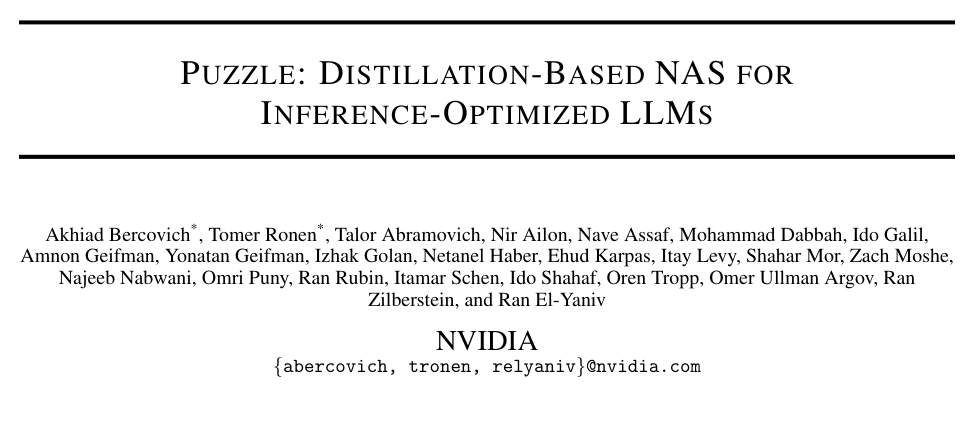 PUZZLE: DISTILLATION-BASED NAS FOR
INFERENCE-OPTIMIZED LLMS
Akhiad Bercovich*, Tomer Ronen*, Talor Abramovich, Nir Ailon, Nave Assaf, Mohammad Dabbah, Ido Galil,
Amnon Geifman, Yonatan Geifman, Izhak Golan, Netanel Haber, Ehud Karpas, Itay Levy, Shahar Mor, Zach Moshe,
Najeeb Nabwani, Omri Puny, Ran Rubin, Itamar Schen, Ido Shahaf, Oren Tropp, Omer Ullman Argov, Ran
Zilberstein, and Ran El-Yaniv
NVIDIA
{abercovich, tronen, relyaniv}@nvidia.com